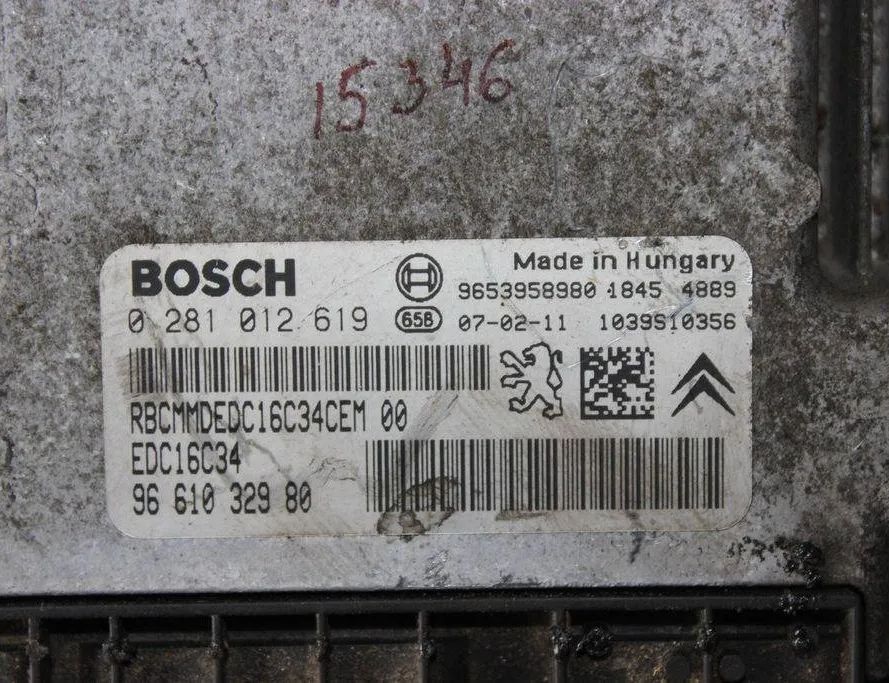 15346
BOSCH
Made in Hungary
9653958980 1845 4889
0 281 012 619
658
07-02-11 1039S10356
RBCMMDEDC16C34CEM 00
EDC16C34
96 610 329 80